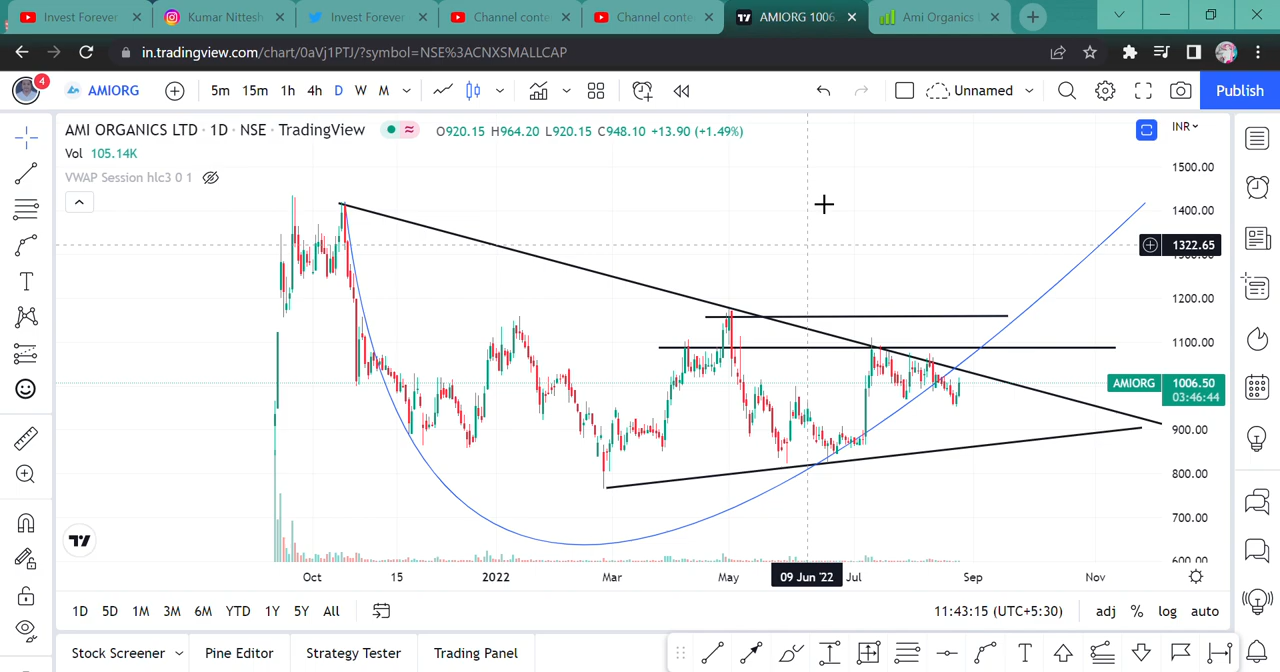 Invest Forever
Kumar Nittesh
Invest Forever
Channel conte
Channel conte
AMIORG 1006.
Ami Organics
in.tradingview.com/chart/0aVj1PTJ/?symbol=NSE%3ACNXSMALLCAP
4
AMIORG
5m 15m 1h 4h D W M
Unnamed
Publish
AMI ORGANICS LTD · 1D · NSE · TradingView
O920.15 H964.20 L920.15 C948.10 +13.90 (+1.49%)
INR
Vol 105.14K
VWAP Session hlc3 0 1
1500.00
1400.00
1322.65
1300.00
1200.00
1100.00
AMIORG 1006.50
03:46:44
900.00
800.00
700.00
600.00
Oct 15 2022 Mar May 09 Jun '22 Jul Sep Nov
1D 5D 1M 3M 6M YTD 1Y 5Y All
11:43:15 (UTC+5:30)
adj % log auto
Stock Screener
Pine Editor
Strategy Tester
Trading Panel